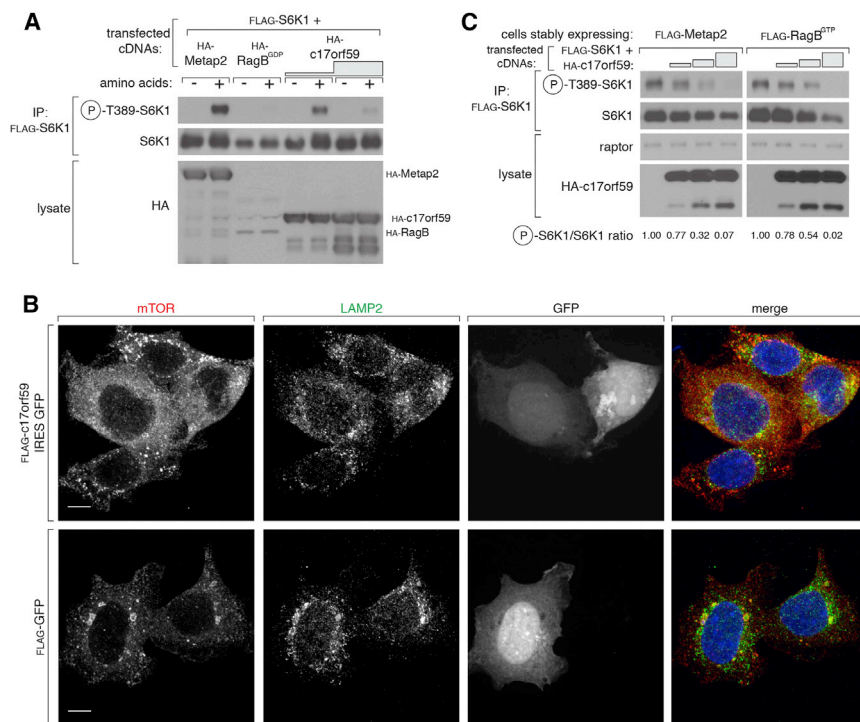 A
FLAG-S6K1 +
transfected cDNAs:
HA-Metap2
HA-RagBGDP
HA-c17orf59
amino acids: - + - + - + - +
IP: FLAG-S6K1
P-T389-S6K1
S6K1
lysate
HA
HA-Metap2
HA-c17orf59
HA-RagB
C
cells stably expressing: FLAG-Metap2 FLAG-RagBGTP
transfected cDNAs: FLAG-S6K1 + HA-c17orf59:
IP: FLAG-S6K1
P-T389-S6K1
S6K1
lysate
raptor
HA-c17orf59
P-S6K1/S6K1 ratio 1.00 0.77 0.32 0.07 1.00 0.78 0.54 0.02
B
mTOR LAMP2 GFP merge
FLAG-c17orf59
IRES GFP
FLAG-GFP